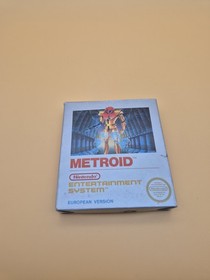 METROID
Nintendo
ENTERTAINMENT
SYSTEM
EUROPEAN VERSION